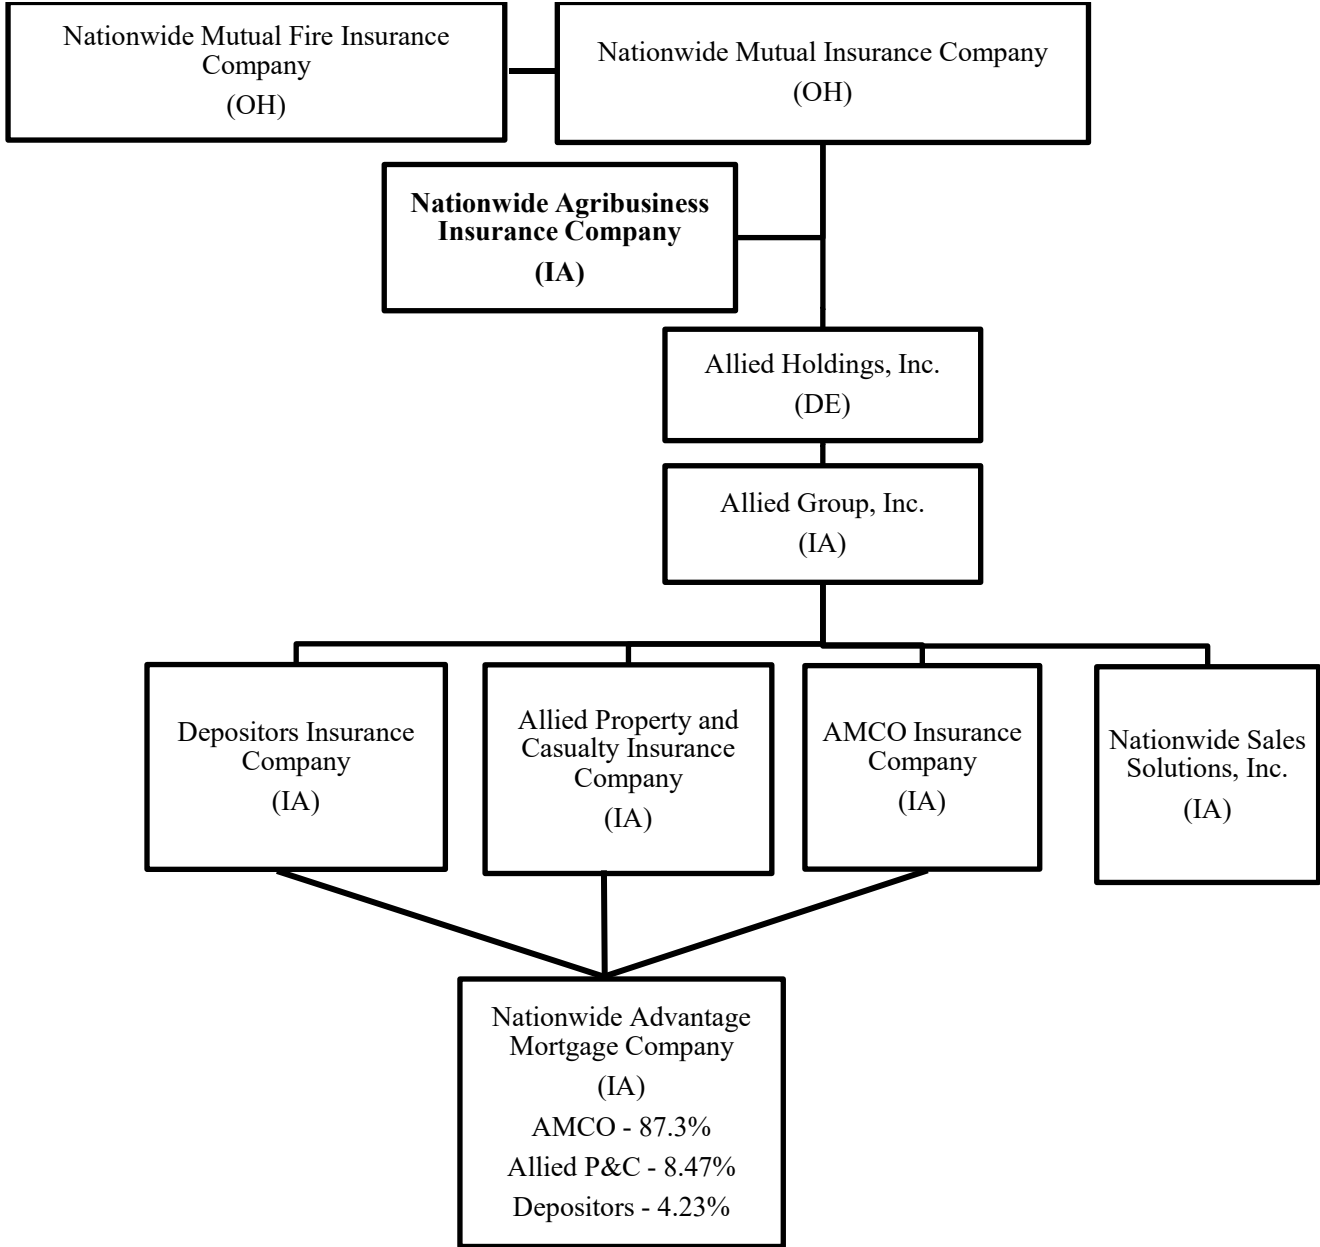 Nationwide Mutual Fire Insurance
Company
(OH)
Nationwide Mutual Insurance Company
(OH)
Nationwide Agribusiness
Insurance Company
(IA)
Allied Holdings, Inc.
(DE)
Allied Group, Inc.
(IA)
Depositors Insurance
Company
(IA)
Allied Property and
Casualty Insurance
Company
(IA)
AMCO Insurance
Company
(IA)
Nationwide Sales
Solutions, Inc.
(IA)
Nationwide Advantage
Mortgage Company
(IA)
AMCO - 87.3%
Allied P&C - 8.47%
Depositors - 4.23%